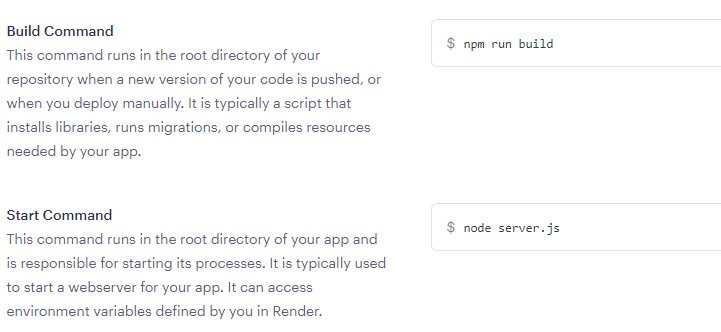 Build Command
$ npm run build
This command runs in the root directory of your
repository when a new version of your code is pushed, or
when you deploy manually. It is typically a script that
installs libraries, runs migrations, or compiles resources
needed by your app.
Start Command
$ node server.js
This command runs in the root directory of your app and
is responsible for starting its processes. It is typically used
to start a webserver for your app. It can access
environment variables defined by you in Render.